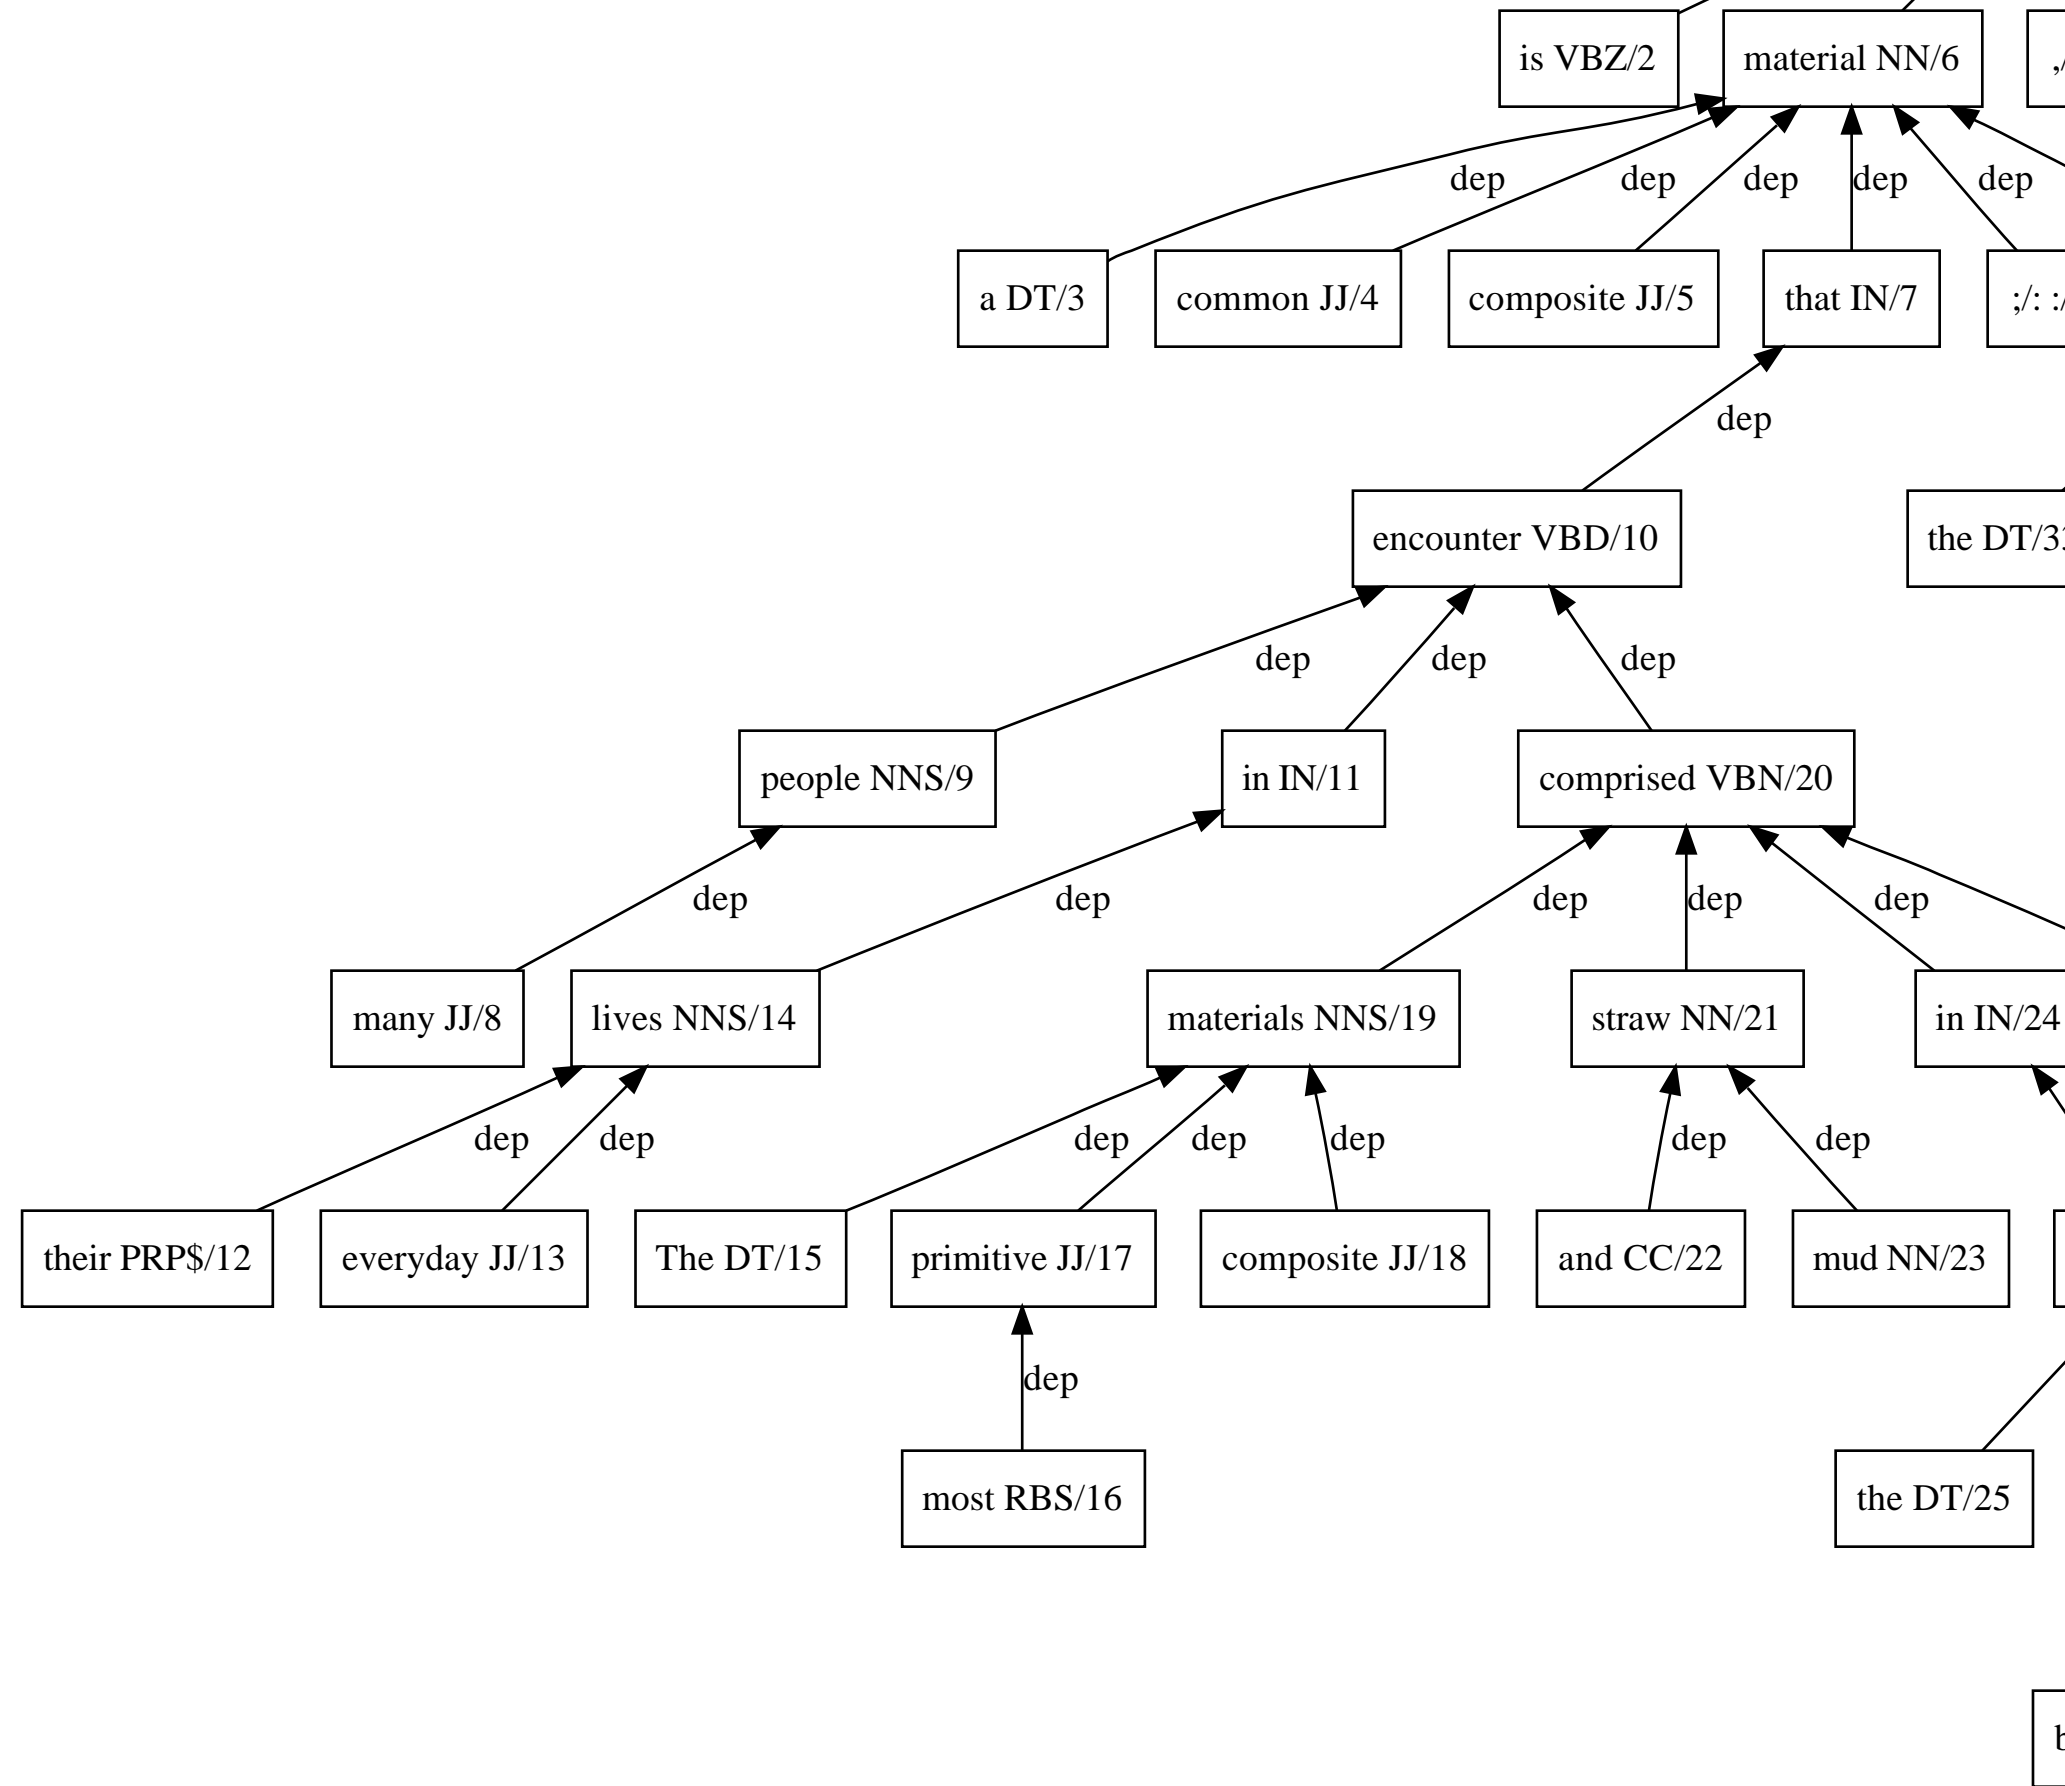 is VBZ/2
material NN/6
dep
dep
dep
dep
dep
a DT/3
common JJ/4
composite JJ/5
that IN/7
dep
encounter VBD/10
dep
dep
dep
people NNS/9
in IN/11
comprised VBN/20
dep
dep
dep
dep
dep
many JJ/8
lives NNS/14
materials NNS/19
straw NN/21
in IN/24
dep
dep
dep
dep
dep
dep
dep
their PRP$/12
everyday JJ/13
The DT/15
primitive JJ/17
composite JJ/18
and CC/22
mud NN/23
dep
most RBS/16
the DT/25